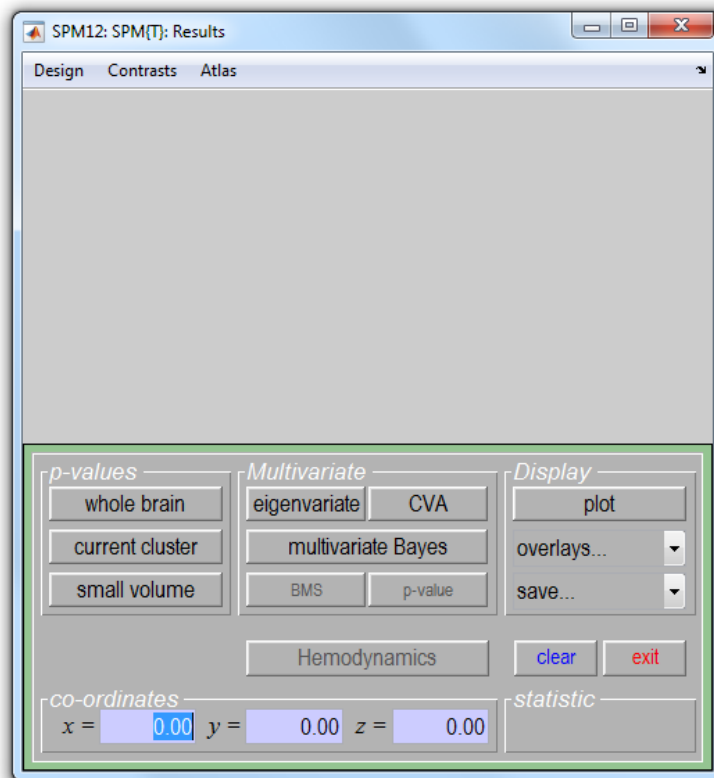 SPM12: SPM{T}: Results
Design Contrasts Atlas
p-values Multivariate Display
whole brain eigenvariate CVA plot
current cluster multivariate Bayes overlays...
small volume BMS p-value save...
Hemodynamics clear exit
co-ordinates statistic
x = 0.00 y = 0.00 z = 0.00